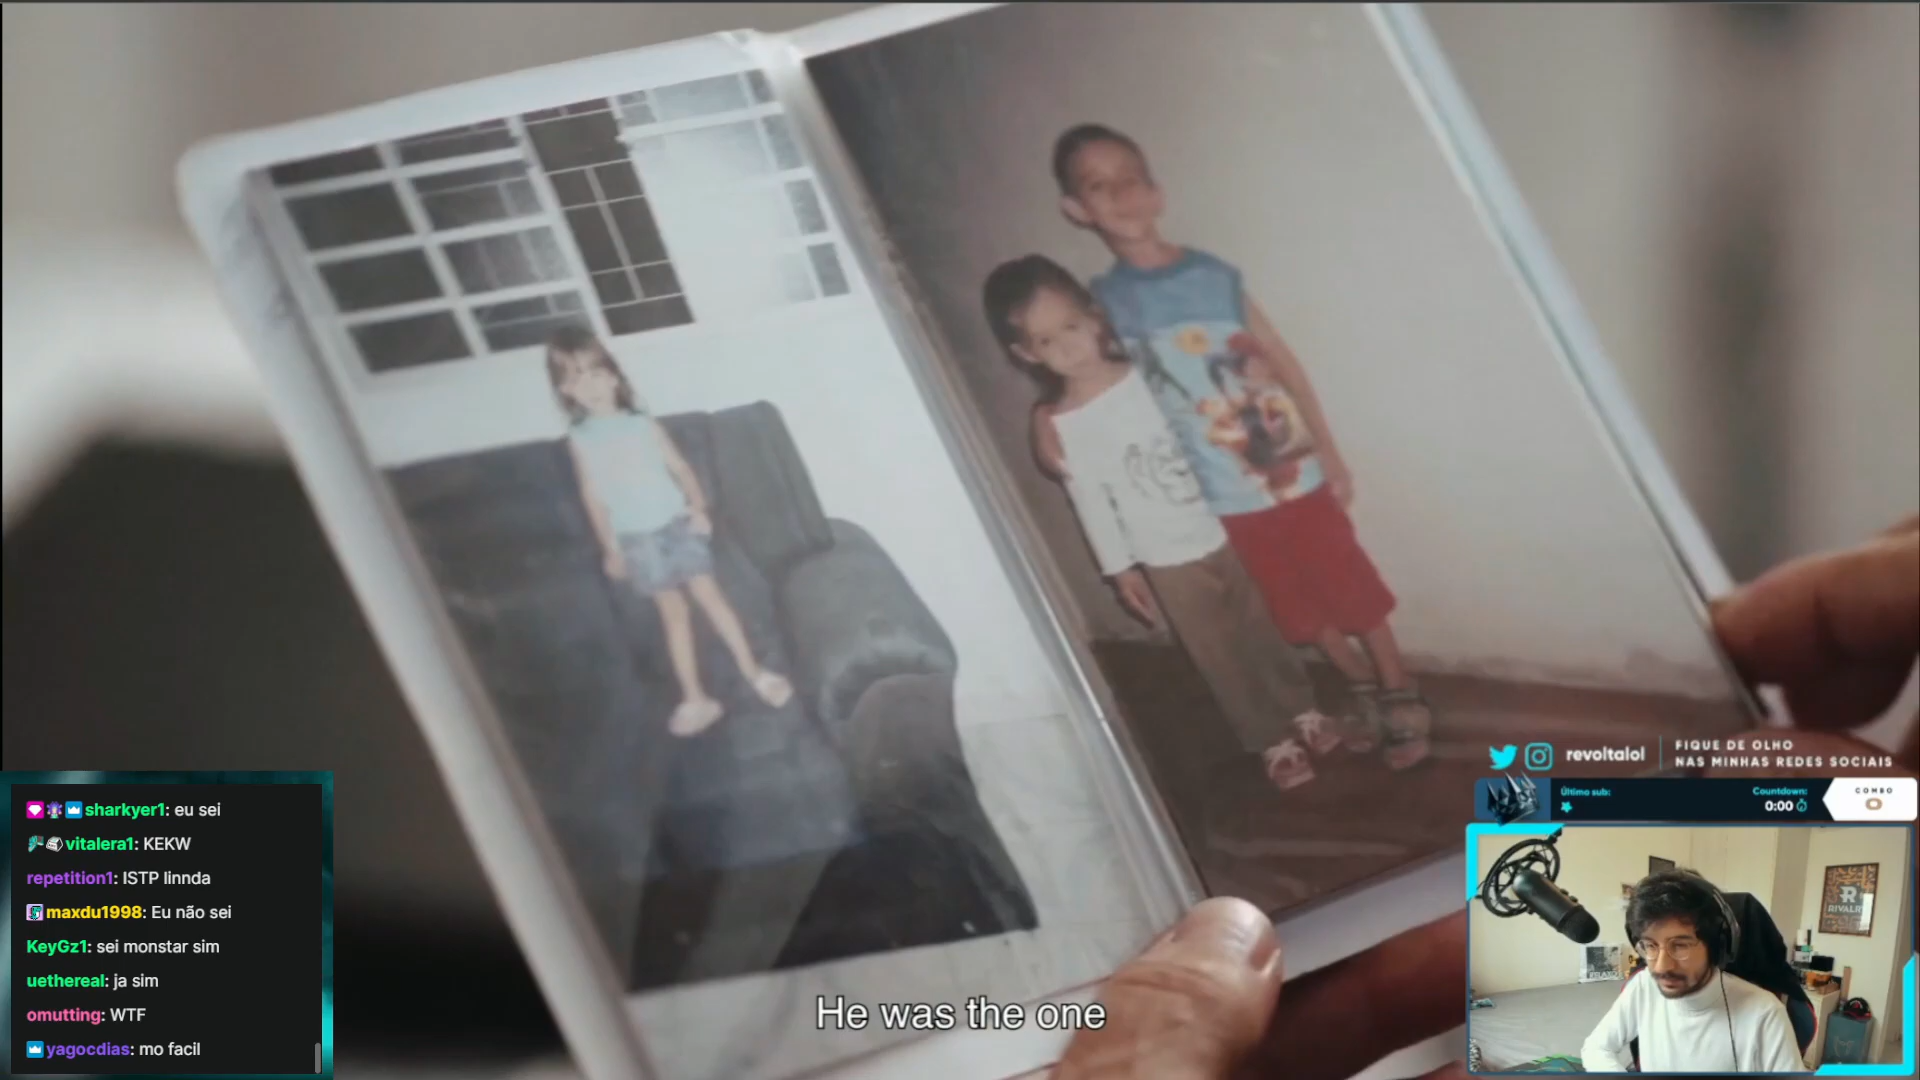 He was the one
sharkyer1: eu sei
vitalera1: KEKW
repetition1: ISTP linnda
maxdu1998: Eu não sei
KeyGz1: sei monstar sim
uethereal: ja sim
omutting: WTF
yagocdias: mo facil
revoltalol
FIQUE DE OLHO
NAS MINHAS REDES SOCIAIS
Último sub:
Countdown:
0:00
COMBO
0
RIVALRY